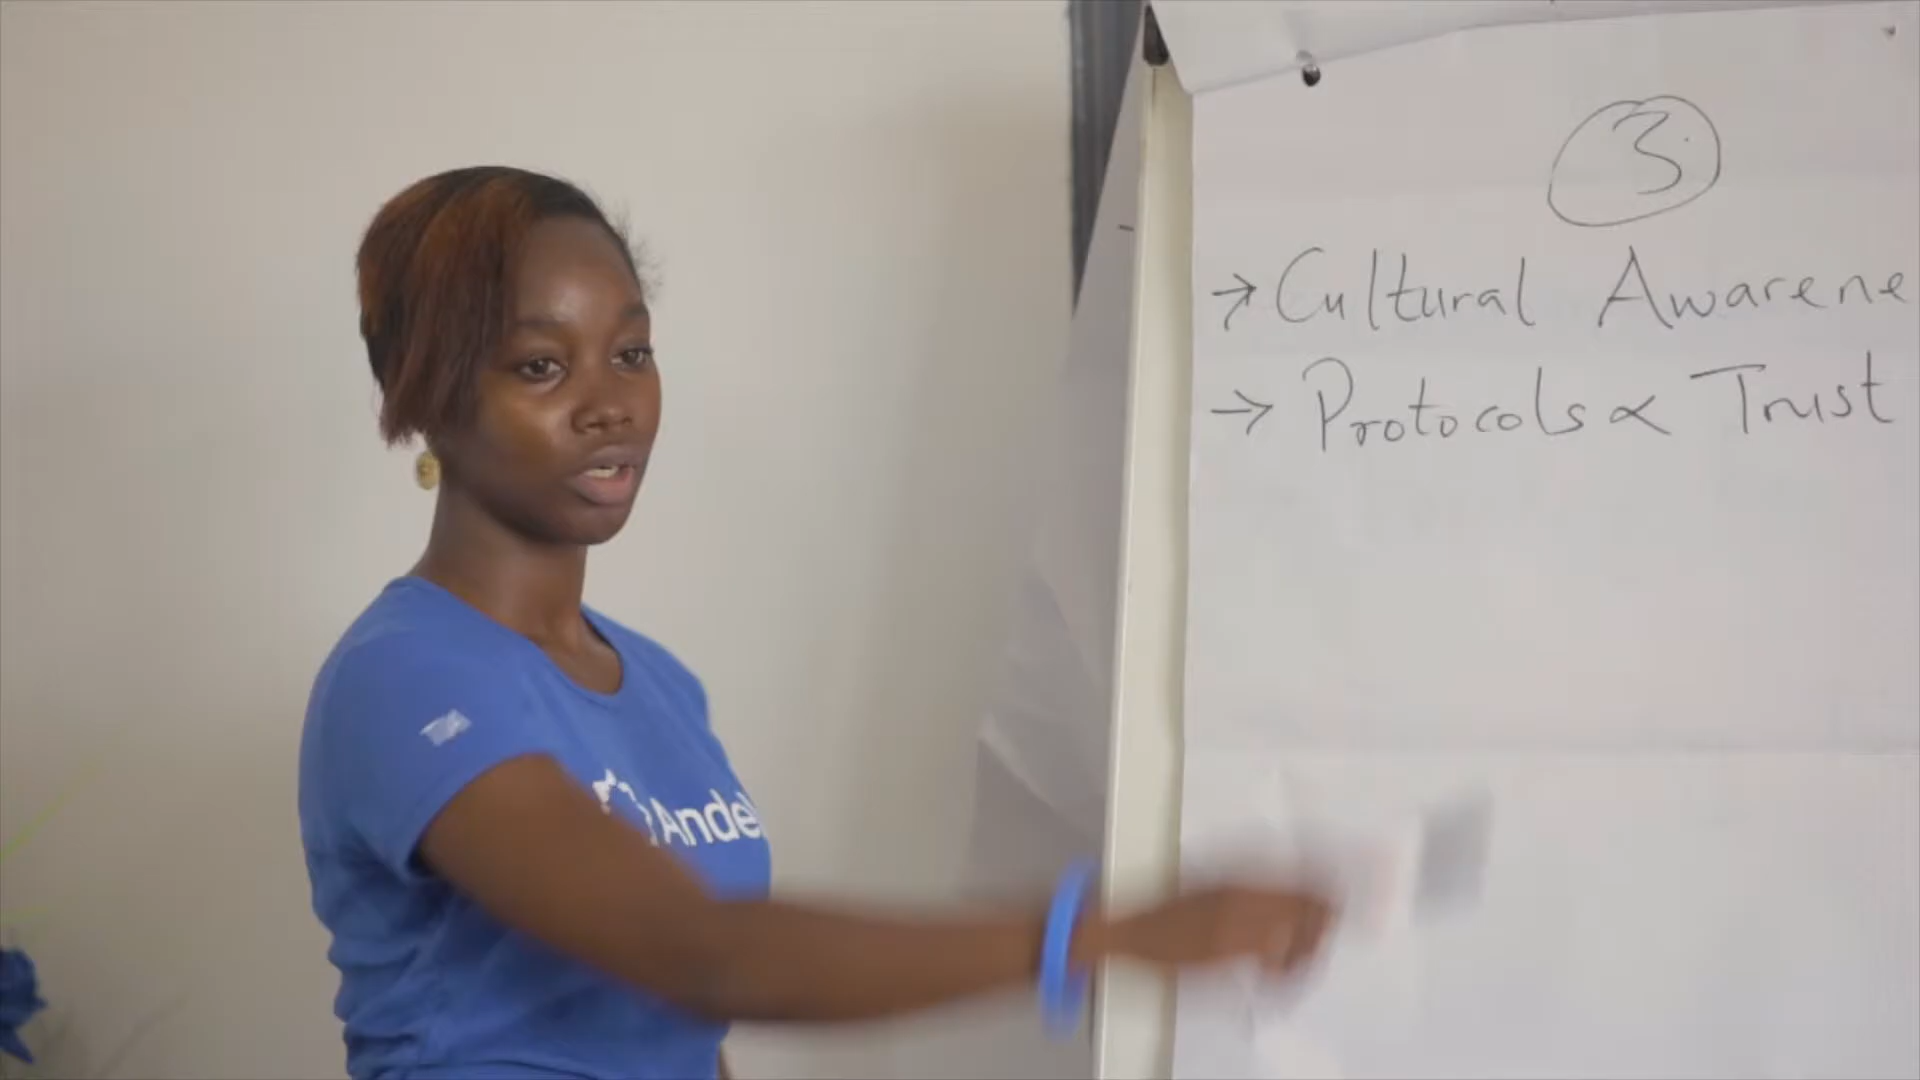 3.
→ Cultural Awarene
→ Protocols ∝ Trust
Andel